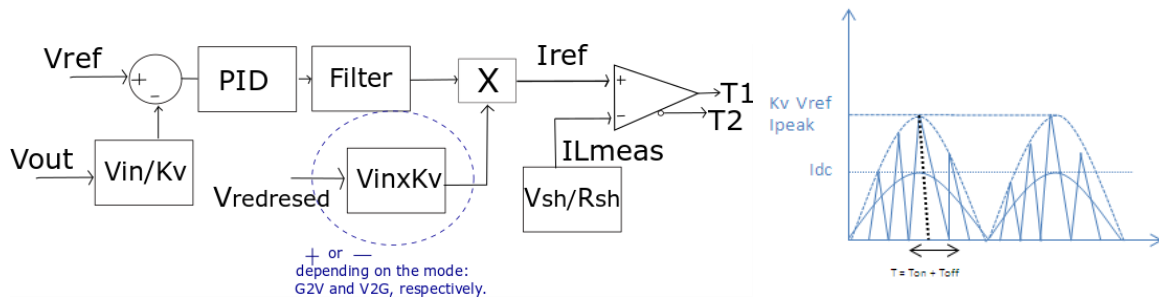 Vref
+
-
PID
Filter
X
Iref
+
-
T1
T2
Vout
Vin/Kv
Vredresed
VinxKv
ILmeas
Vsh/Rsh
+ or —
depending on the mode:
G2V and V2G, respectively.
Kv Vref
Ipeak
Idc
T = Ton + Toff